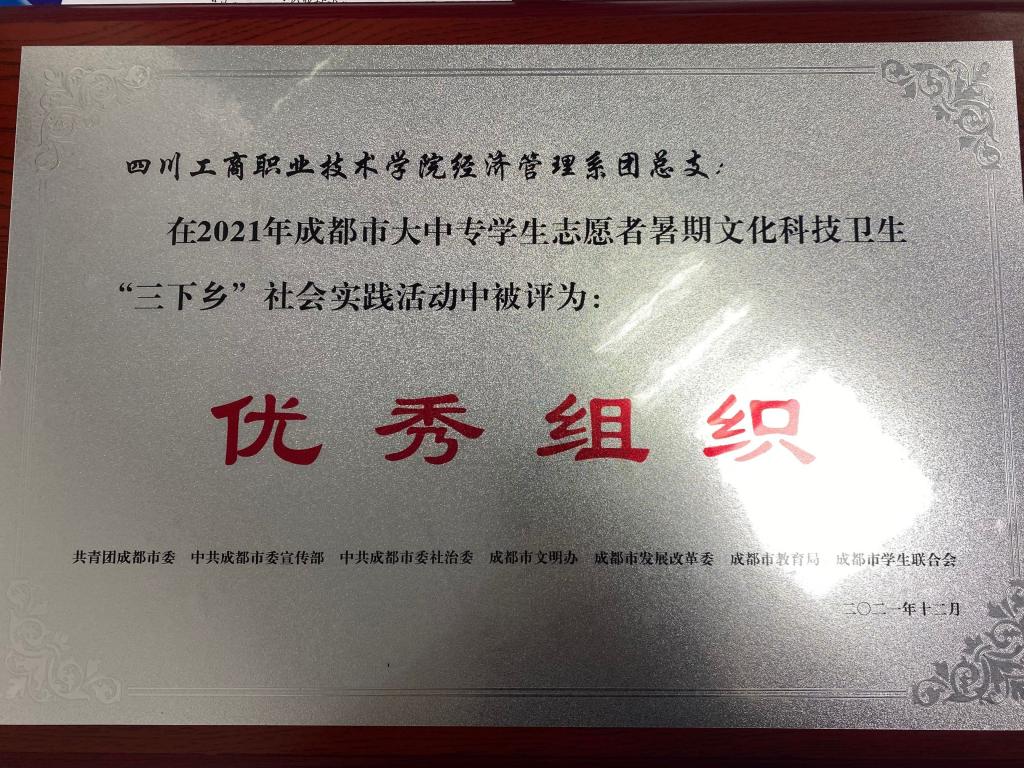 四川工商职业技术学院经济管理系团总支：
在2021年成都市大中专学生志愿者暑期文化科技卫生
“三下乡”社会实践活动中被评为：
优秀组织
共青团成都市委 中共成都市委宣传部 中共成都市委社治委 成都市文明办 成都市发展改革委 成都市教育局 成都市学生联合会
二〇二一年十二月